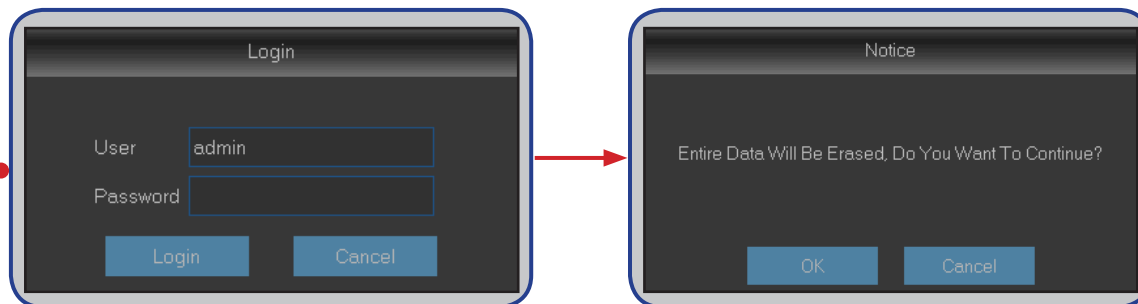 Login
User admin
Password
Login Cancel
Notice
Entire Data Will Be Erased, Do You Want To Continue?
OK Cancel